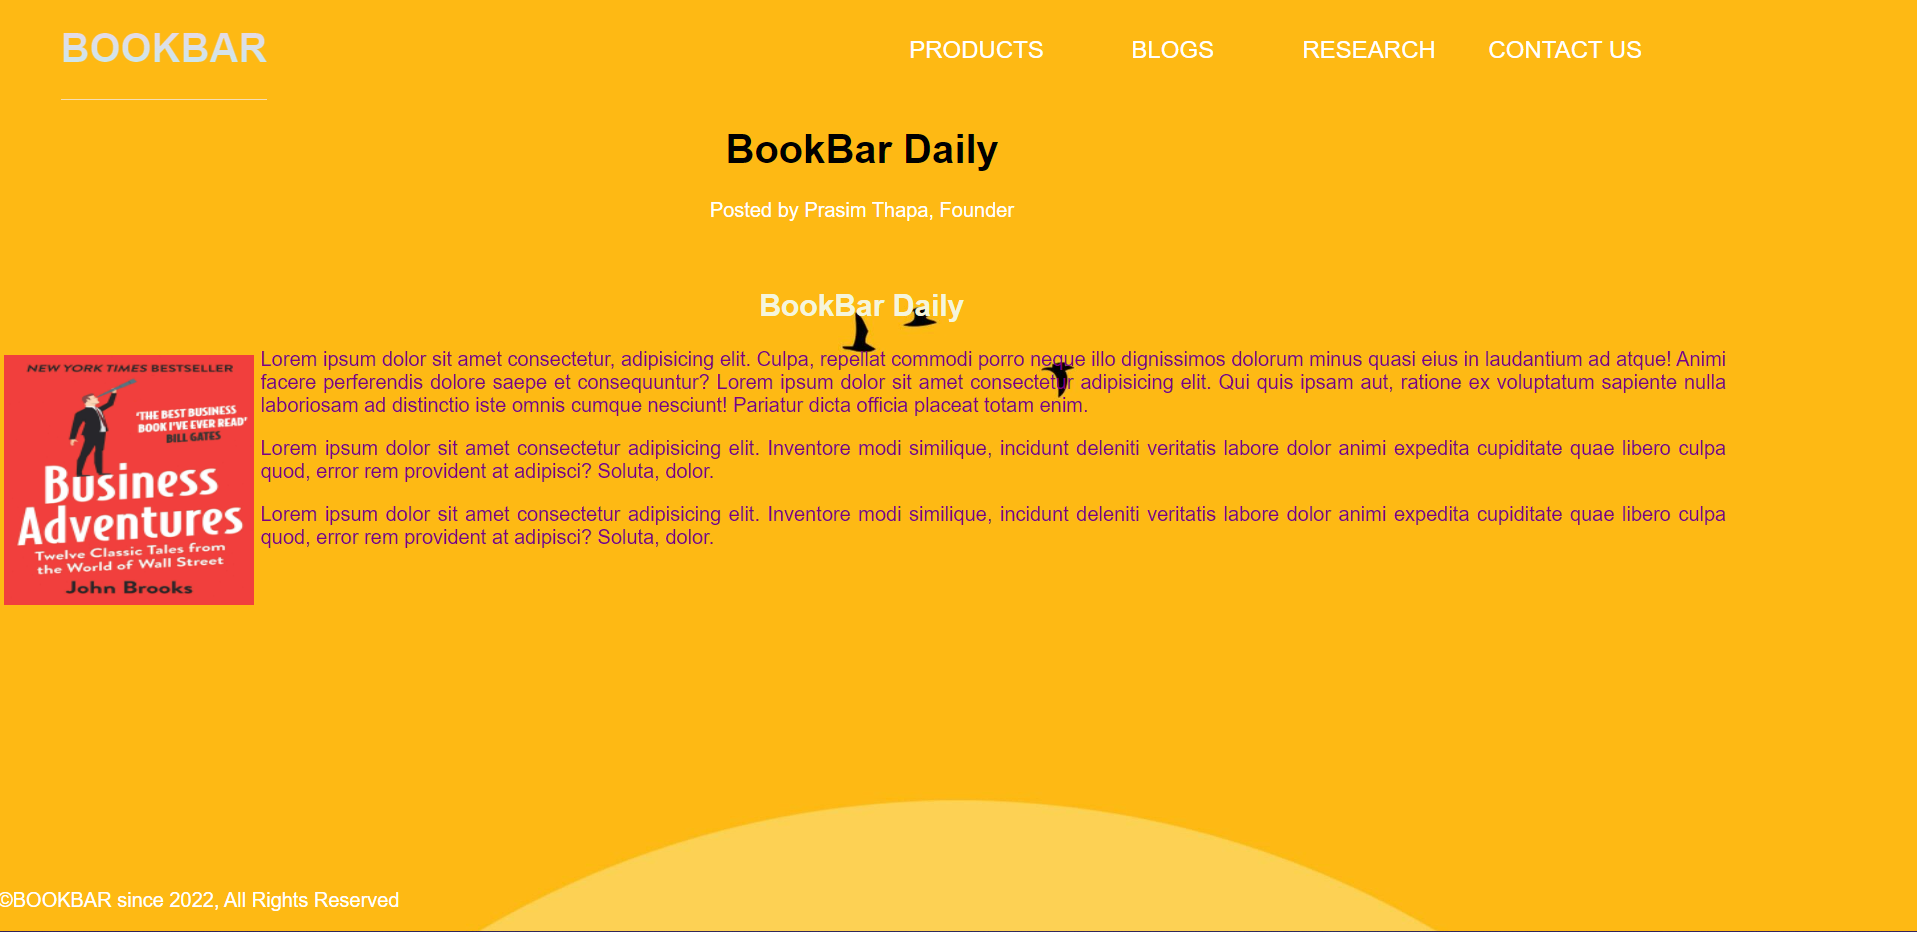 BOOKBAR
PRODUCTS BLOGS RESEARCH CONTACT US
BookBar Daily
Posted by Prasim Thapa, Founder
BookBar Daily
NEW YORK TIMES BESTSELLER
'THE BEST BUSINESS
BOOK I'VE EVER READ'
BILL GATES
Business
Adventures
Twelve Classic Tales from
the World of Wall Street
John Brooks
Lorem ipsum dolor sit amet consectetur, adipisicing elit. Culpa, repellat commodi porro neque illo dignissimos dolorum minus quasi eius in laudantium ad atque! Animi
facere perferendis dolore saepe et consequuntur? Lorem ipsum dolor sit amet consectetur adipisicing elit. Qui quis ipsam aut, ratione ex voluptatum sapiente nulla
laboriosam ad distinctio iste omnis cumque nesciunt! Pariatur dicta officia placeat totam enim.
Lorem ipsum dolor sit amet consectetur adipisicing elit. Inventore modi similique, incidunt deleniti veritatis labore dolor animi expedita cupiditate quae libero culpa
quod, error rem provident at adipisci? Soluta, dolor.
Lorem ipsum dolor sit amet consectetur adipisicing elit. Inventore modi similique, incidunt deleniti veritatis labore dolor animi expedita cupiditate quae libero culpa
quod, error rem provident at adipisci? Soluta, dolor.
©BOOKBAR since 2022, All Rights Reserved